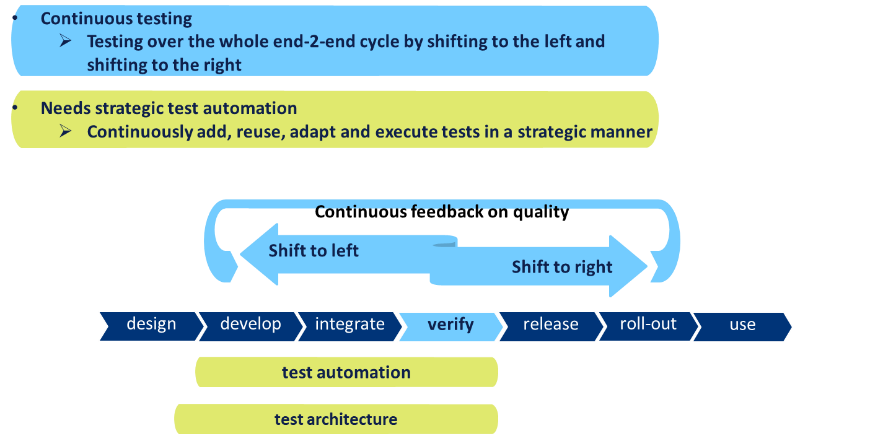 • Continuous testing
➢ Testing over the whole end-2-end cycle by shifting to the left and
shifting to the right
• Needs strategic test automation
➢ Continuously add, reuse, adapt and execute tests in a strategic manner
Continuous feedback on quality
Shift to left
Shift to right
design develop integrate verify release roll-out use
test automation
test architecture